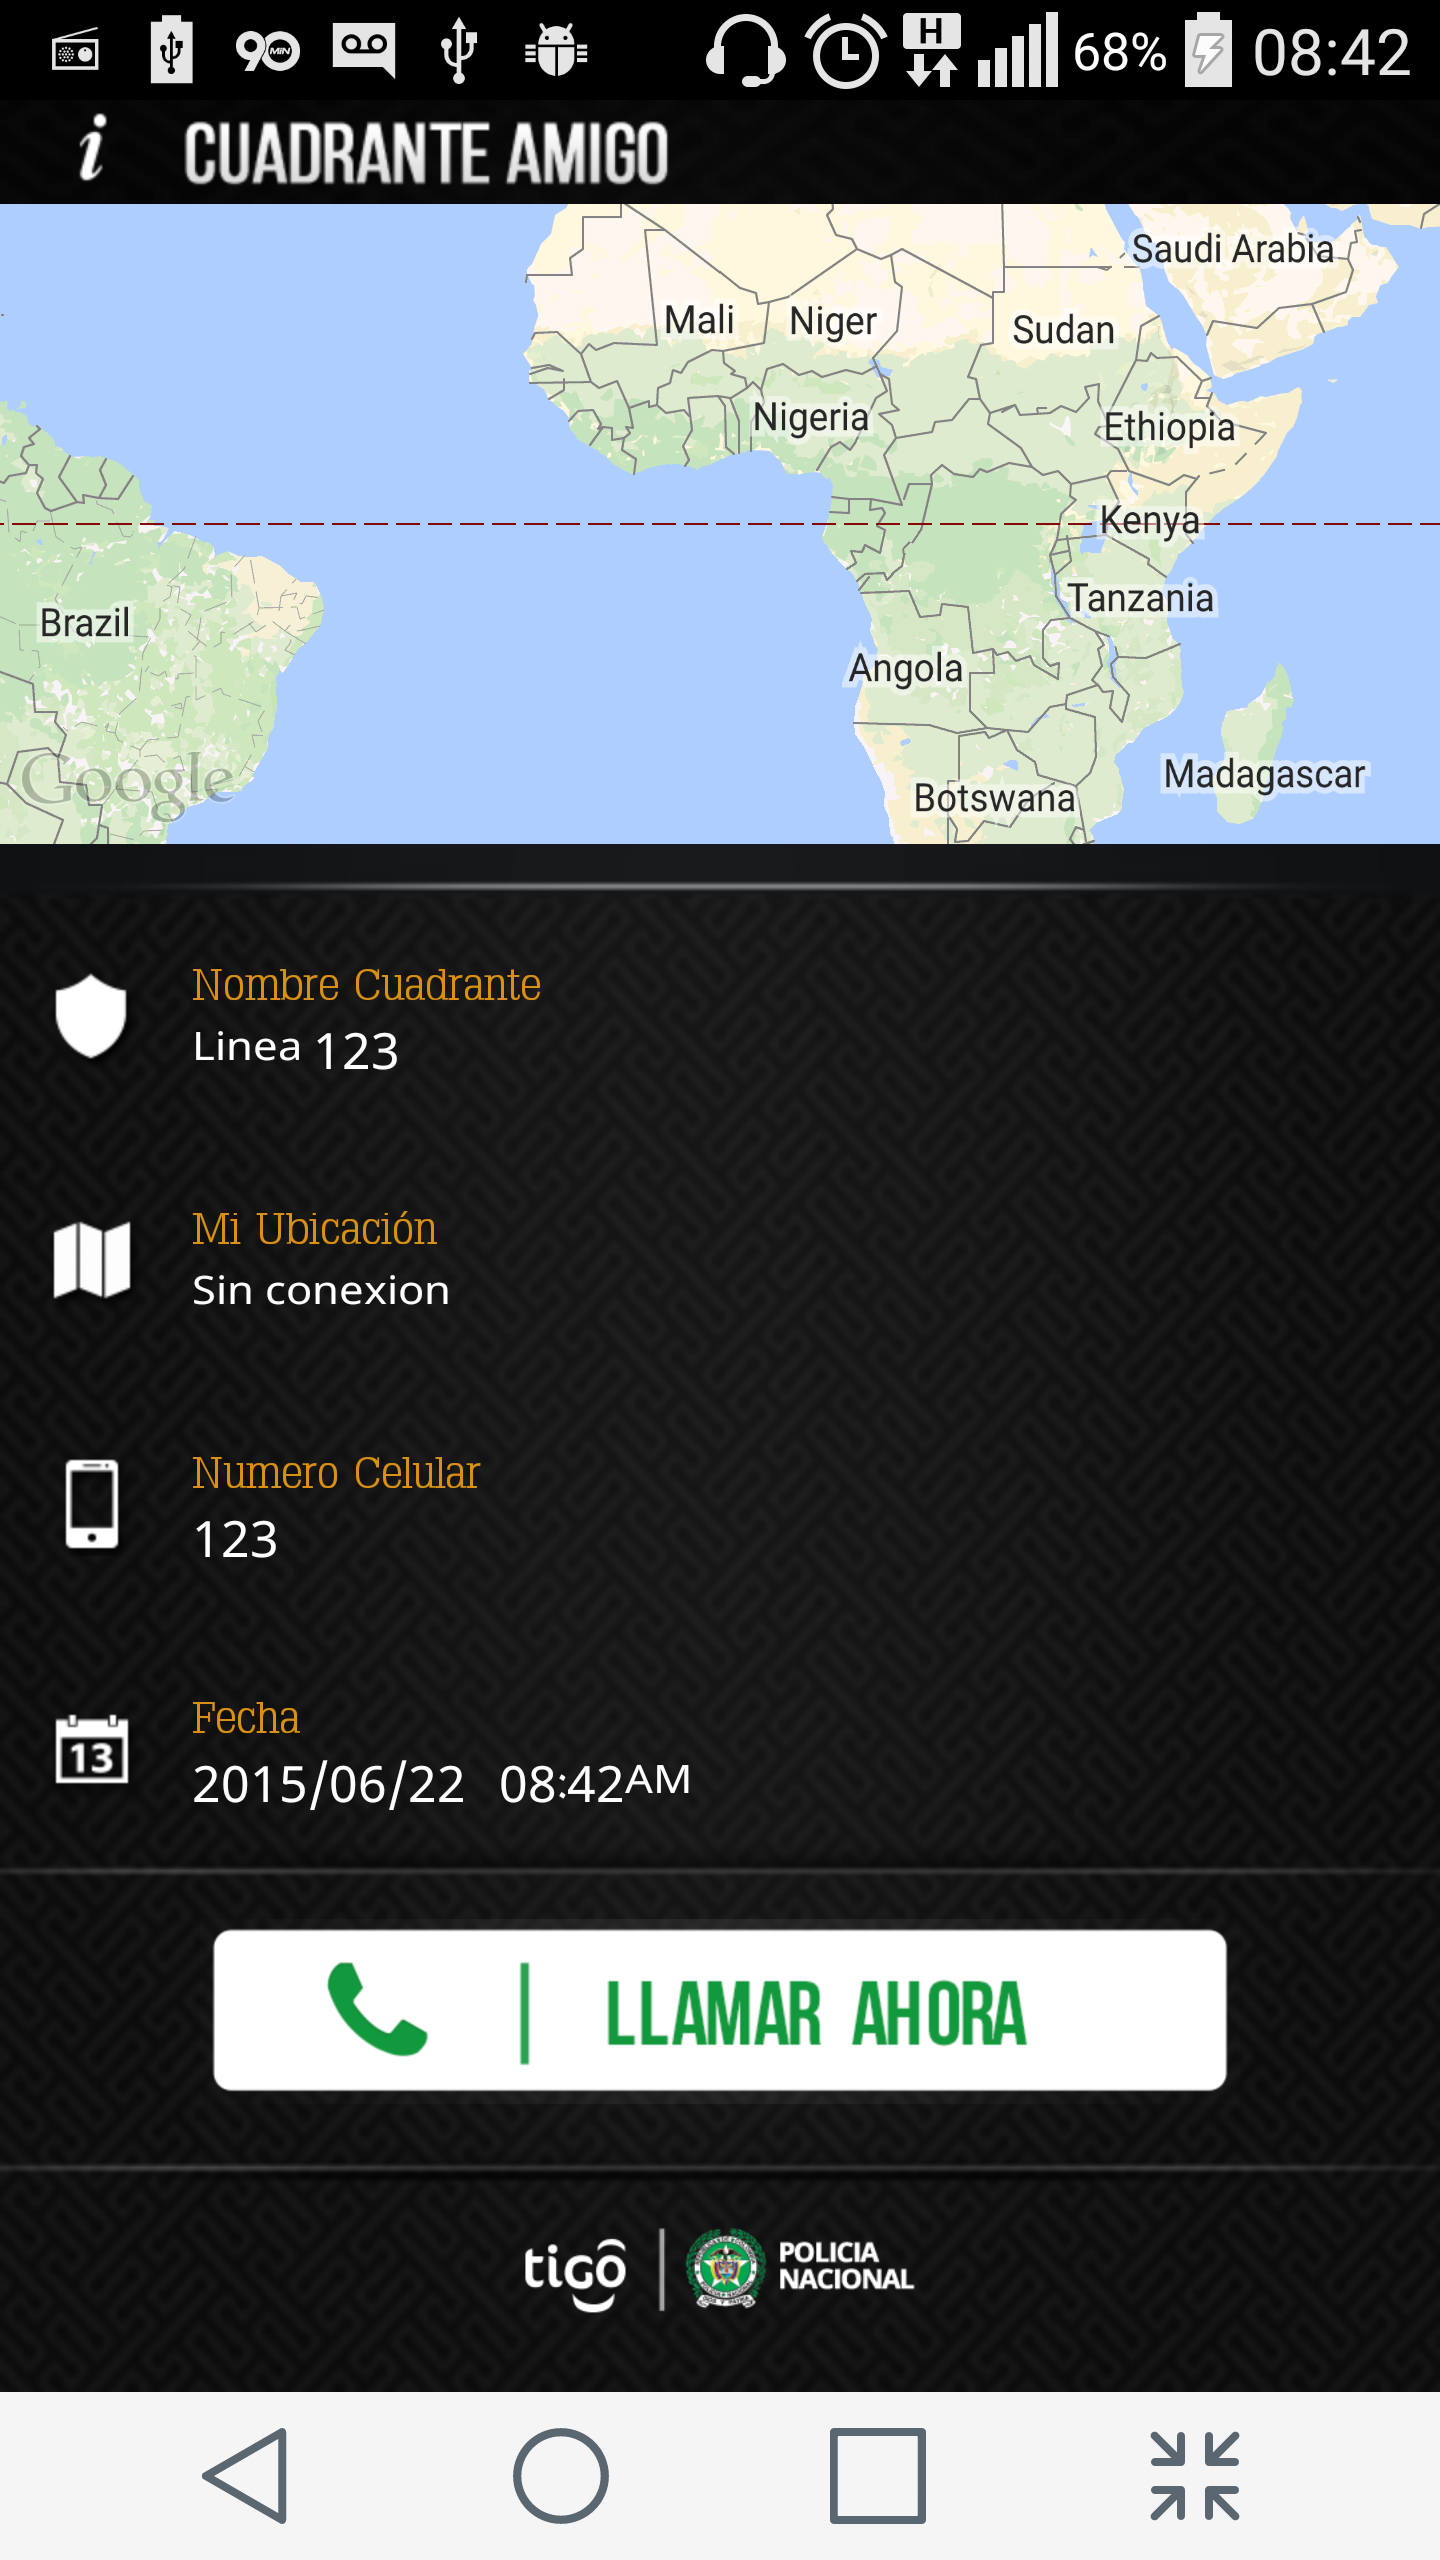 90 MIN
H
68% 08:42
i CUADRANTE AMIGO
Saudi Arabia
Mali
Niger
Sudan
Nigeria
Ethiopia
Kenya
Tanzania
Brazil
Angola
Google
Madagascar
Botswana
Nombre Cuadrante
Linea 123
Mi Ubicación
Sin conexion
Numero Celular
123
Fecha
13
2015/06/22 08:42AM
LLAMAR AHORA
tigo
POLICIA
NACIONAL